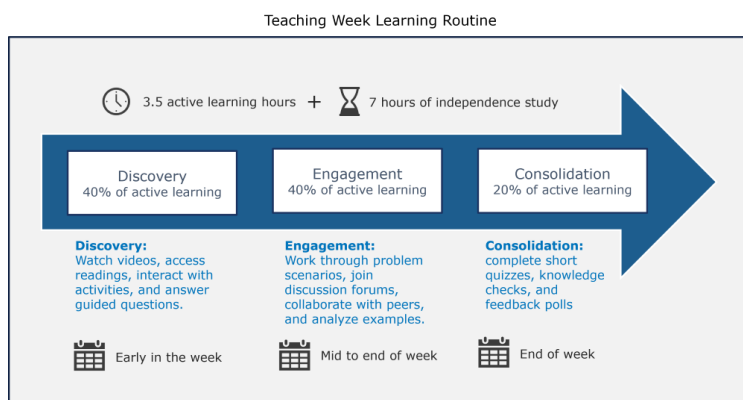 Teaching Week Learning Routine
3.5 active learning hours + 7 hours of independence study
Discovery
40% of active learning
Engagement
40% of active learning
Consolidation
20% of active learning
Discovery:
Watch videos, access
readings, interact with
activities, and answer
guided questions.
Engagement:
Work through problem
scenarios, join
discussion forums,
collaborate with peers,
and analyze examples.
Consolidation:
complete short
quizzes, knowledge
checks, and
feedback polls
Early in the week
Mid to end of week
End of week